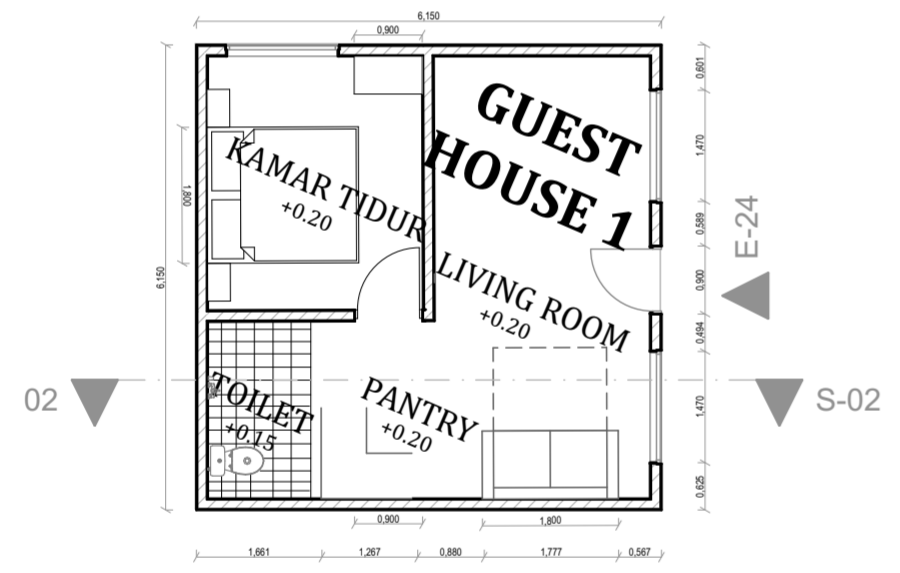 6,150
0,900
GUEST
HOUSE 1
KAMAR TIDUR
+0.20
1,800
6,150
LIVING ROOM
+0.20
TOILET
+0.15
PANTRY
+0.20
0,601
1,470
0,589
0,900
0,494
1,470
0,625
E-24
02
S-02
0,900
1,800
1,661
1,267
0,880
1,777
0,567